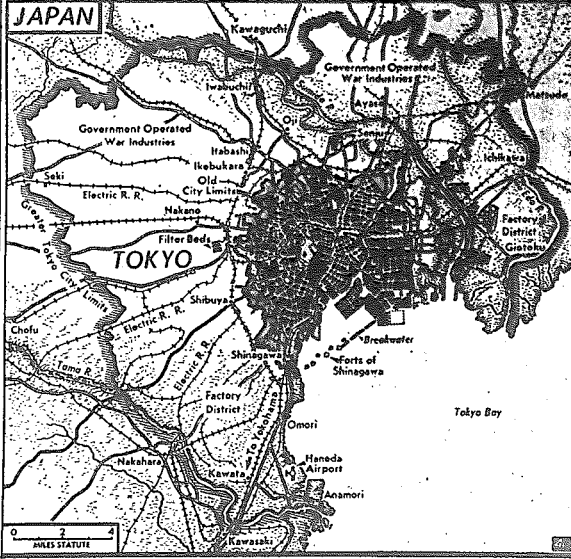 JAPAN
Kawaguchi
Government Operated
War Industries
Iwabuchi
Ayase
Matsudo
Oji
Senju
Government Operated
War Industries
Itabashi
Ikebukara
Ichikawa
Old
City Limits
Seki
Electric R. R.
Nakano
Factory
District
Giotoku
Filter Beds
TOKYO
Greater Tokyo City Limits
Shibuya
Electric R. R.
Chofu
Breakwater
Shinagawa
Forts of
Shinagawa
Electric R. R.
Tama R.
Factory
District
To Yokohama
Tokyo Bay
Omori
Nakahara
Haneda
Airport
Kawata
Anamori
Kawasaki
0 2 4
MILES STATUTE